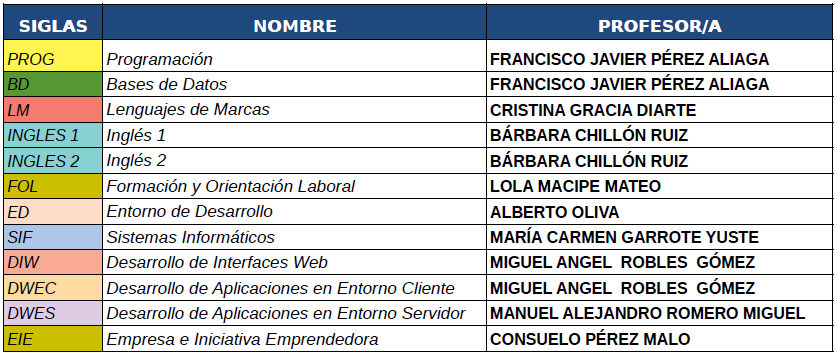 SIGLAS NOMBRE PROFESOR/A
PROG Programación FRANCISCO JAVIER PÉREZ ALIAGA
BD Bases de Datos FRANCISCO JAVIER PÉREZ ALIAGA
LM Lenguajes de Marcas CRISTINA GRACIA DIARTE
INGLES 1 Inglés 1 BÁRBARA CHILLÓN RUIZ
INGLES 2 Inglés 2 BÁRBARA CHILLÓN RUIZ
FOL Formación y Orientación Laboral LOLA MACIPE MATEO
ED Entorno de Desarrollo ALBERTO OLIVA
SIF Sistemas Informáticos MARÍA CARMEN GARROTE YUSTE
DIW Desarrollo de Interfaces Web MIGUEL ANGEL ROBLES GÓMEZ
DWEC Desarrollo de Aplicaciones en Entorno Cliente MIGUEL ANGEL ROBLES GÓMEZ
DWES Desarrollo de Aplicaciones en Entorno Servidor MANUEL ALEJANDRO ROMERO MIGUEL
EIE Empresa e Iniciativa Emprendedora CONSUELO PÉREZ MALO